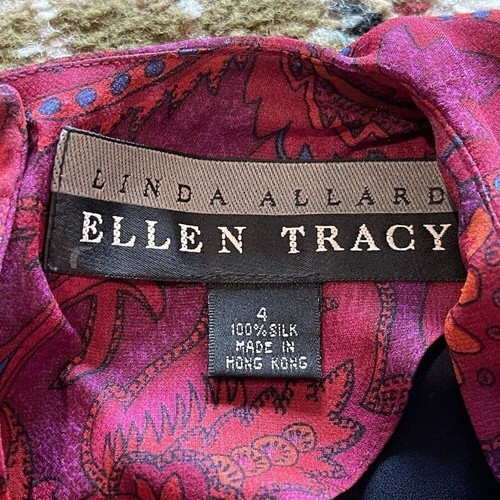 LINDA ALLARD
ELLEN TRACY
4
100% SILK
MADE IN
HONG KONG